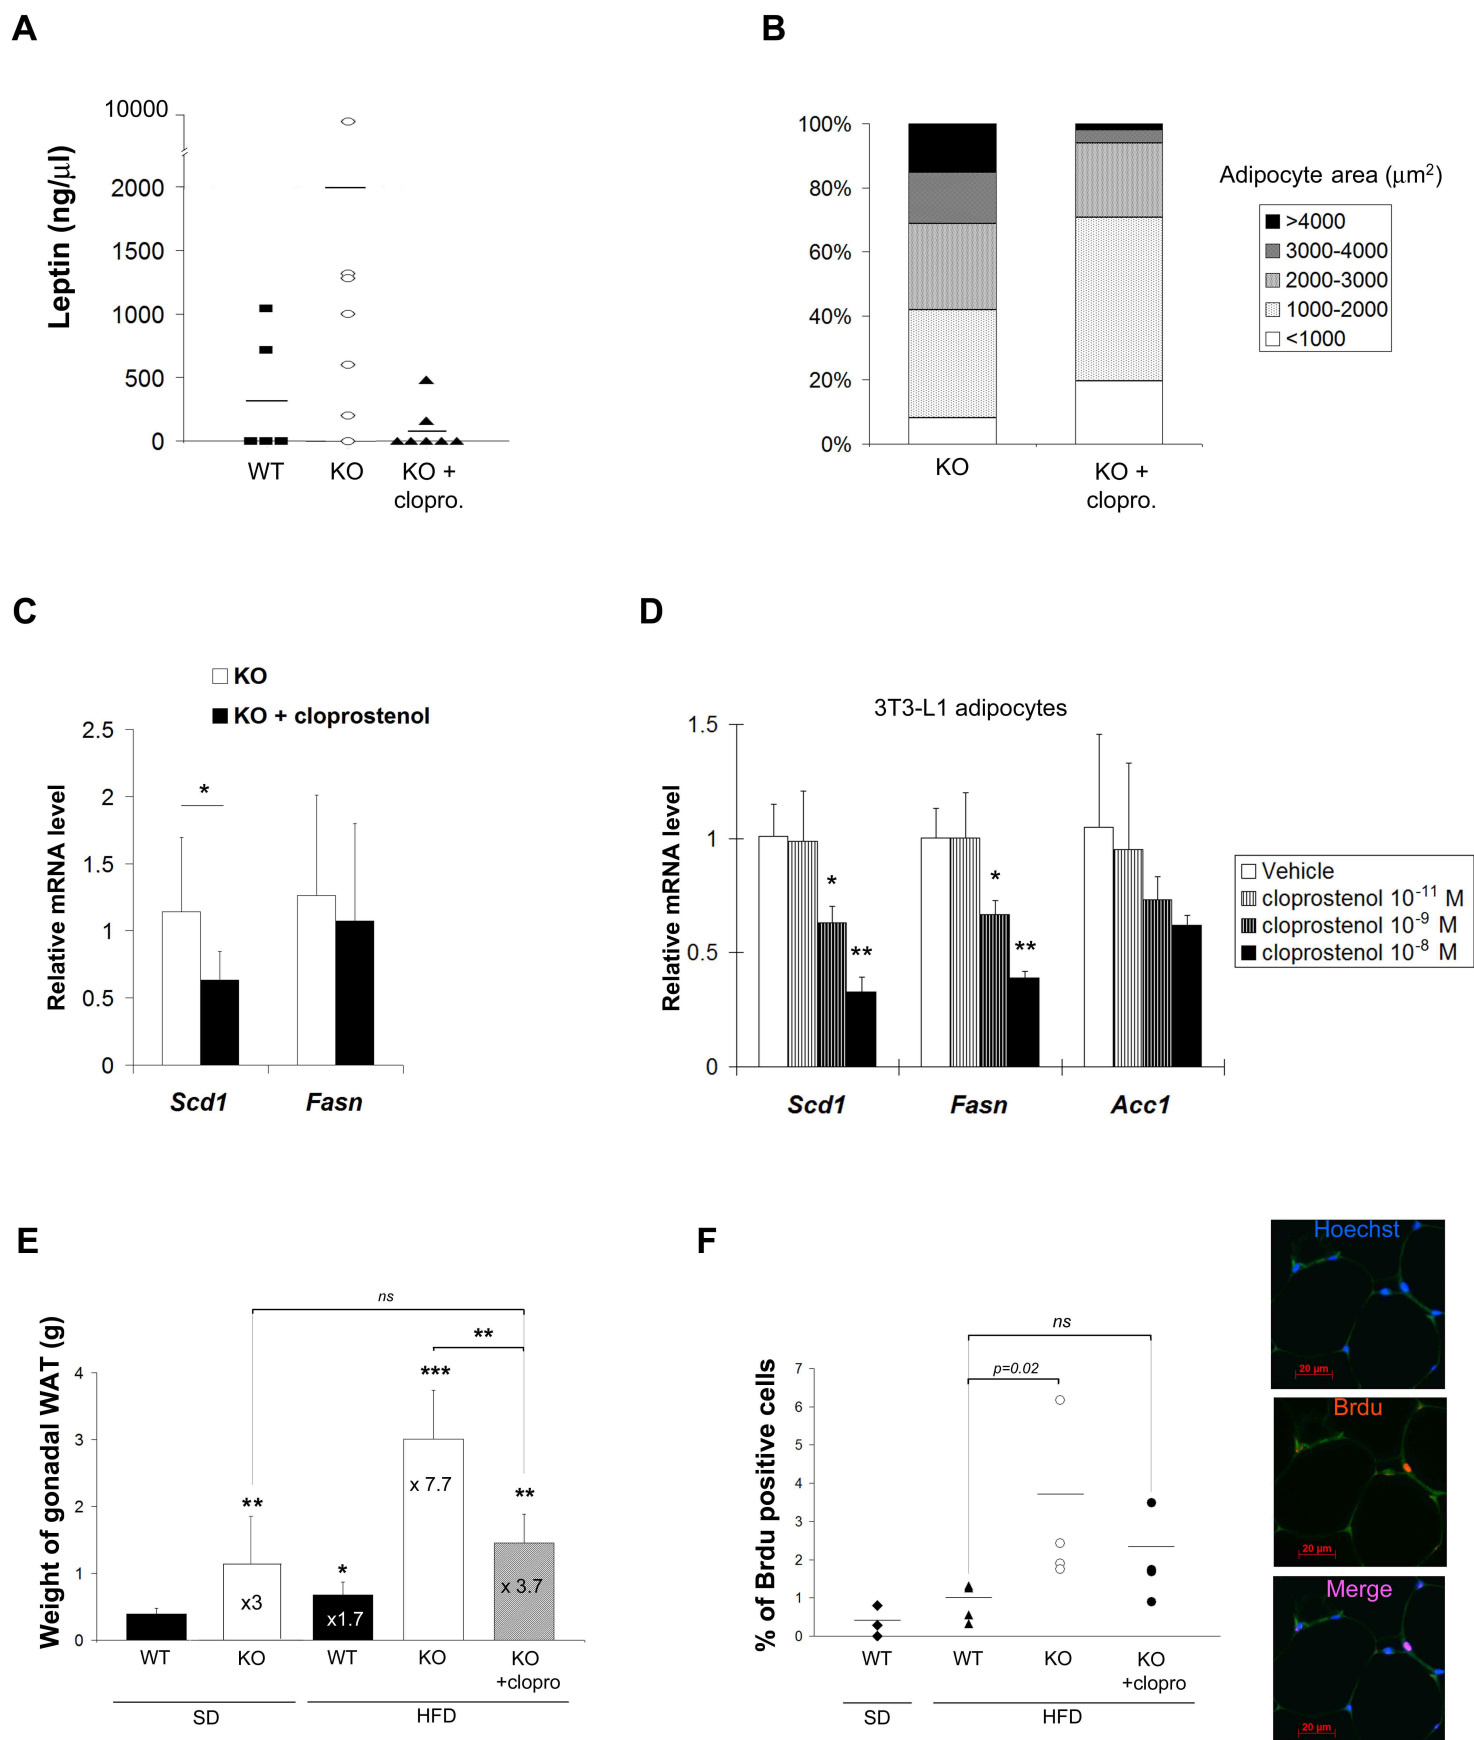 A
Leptin (ng/μl)
10000
2000
1500
1000
500
0
WT
KO
KO +
clopro.
B
100%
80%
60%
40%
20%
0%
KO
KO +
clopro.
Adipocyte area (μm²)
>4000
3000-4000
2000-3000
1000-2000
<1000
C
KO
KO + cloprostenol
Relative mRNA level
2.5
2
1.5
1
0.5
0
*
Scd1
Fasn
D
3T3-L1 adipocytes
Relative mRNA level
1.5
1
0.5
0
*
**
*
**
Scd1
Fasn
Acc1
Vehicle
cloprostenol 10⁻¹¹ M
cloprostenol 10⁻⁹ M
cloprostenol 10⁻⁸ M
E
Weight of gonadal WAT (g)
4
3
2
1
0
ns
**
***
**
**
*
x3
x1.7
x 7.7
x 3.7
WT
KO
WT
KO
KO
+clopro
SD
HFD
F
% of Brdu positive cells
7
6
5
4
3
2
1
0
ns
p=0.02
WT
WT
KO
KO
+clopro
SD
HFD
Hoechst
20 μm
Brdu
20 μm
Merge
20 μm